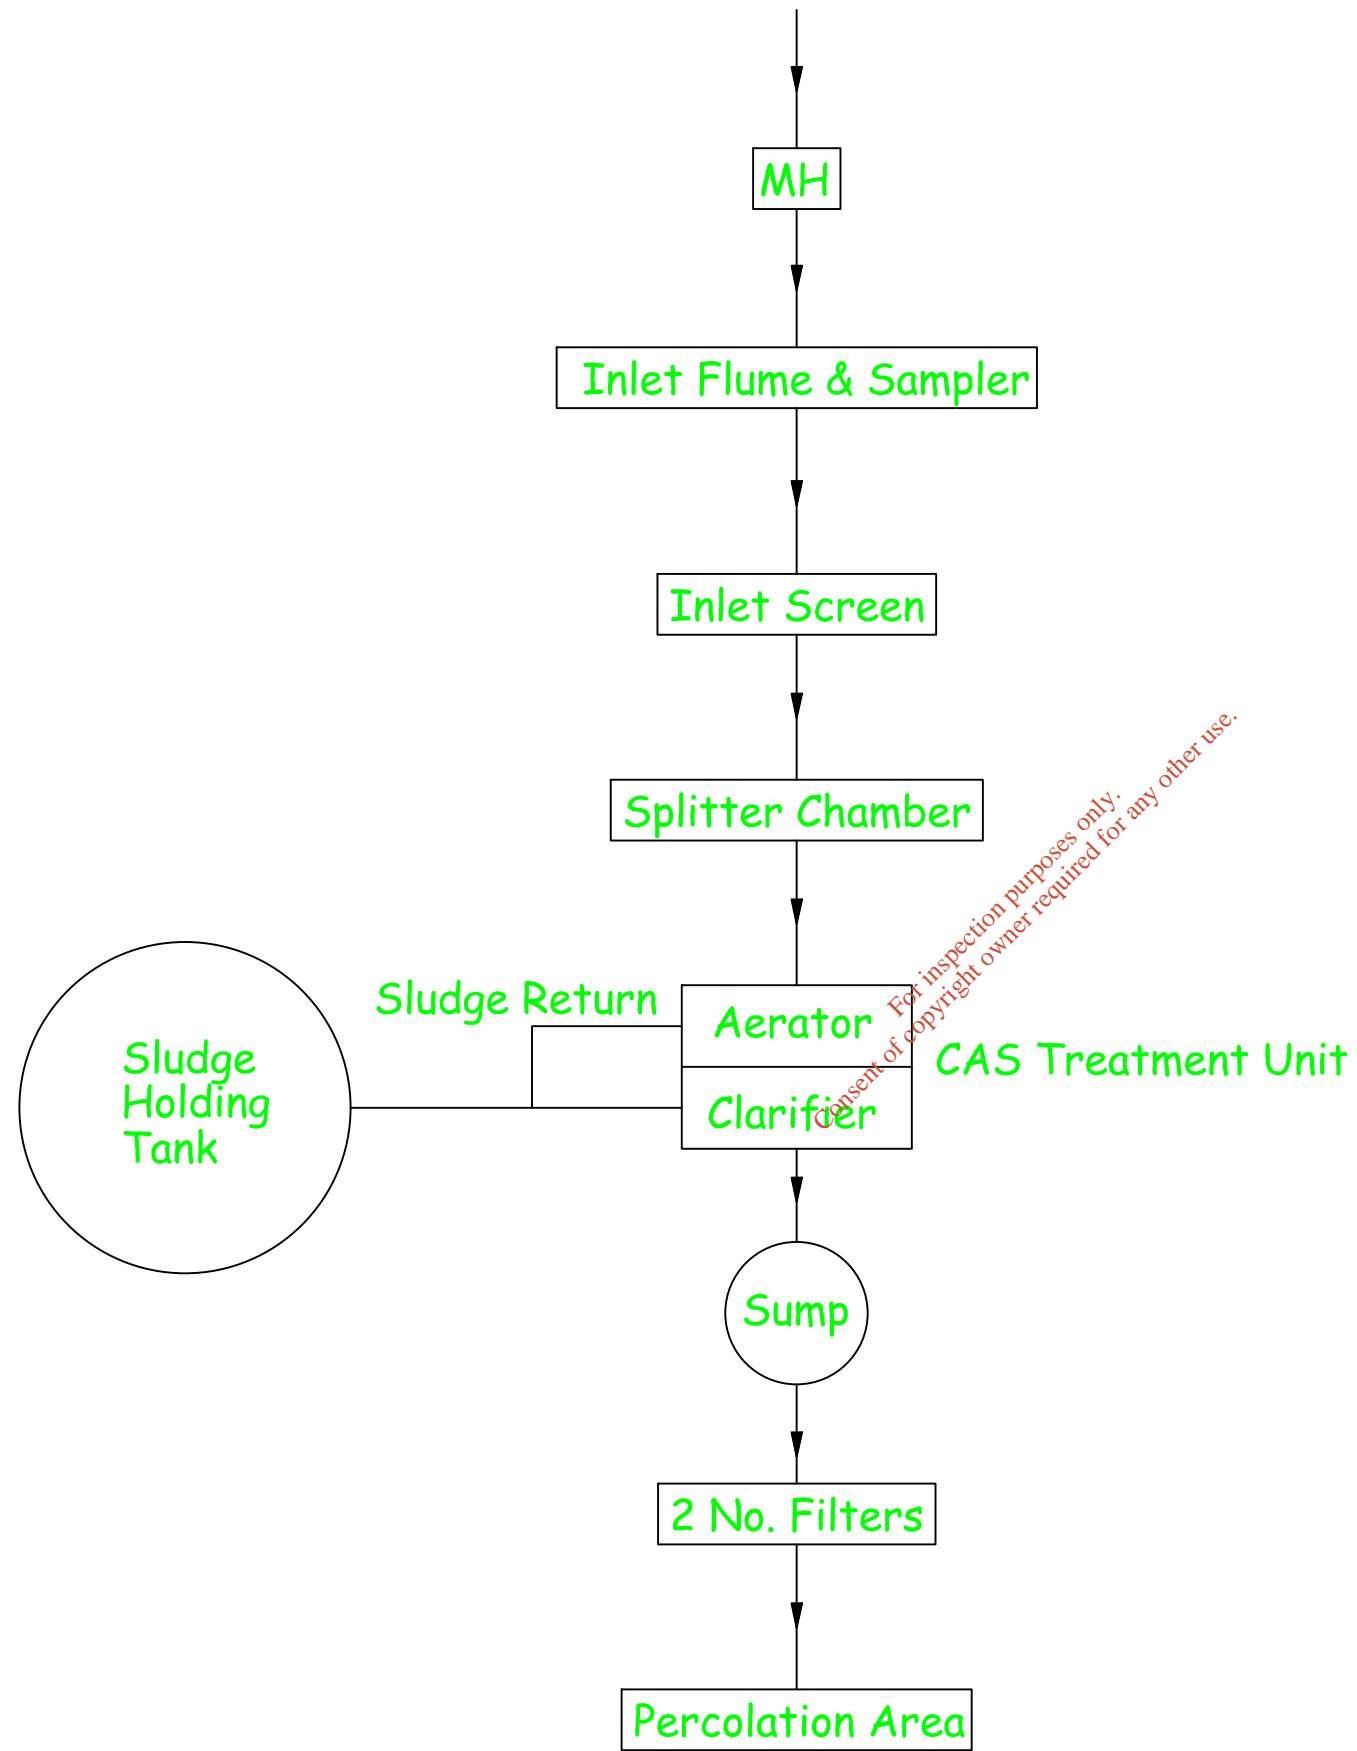 MH
Inlet Flume & Sampler
Inlet Screen
Splitter Chamber
For inspection purposes only.
Consent of copyright owner required for any other use.
Sludge Return
Aerator
CAS Treatment Unit
Sludge
Holding
Tank
Clarifier
Sump
2 No. Filters
Percolation Area